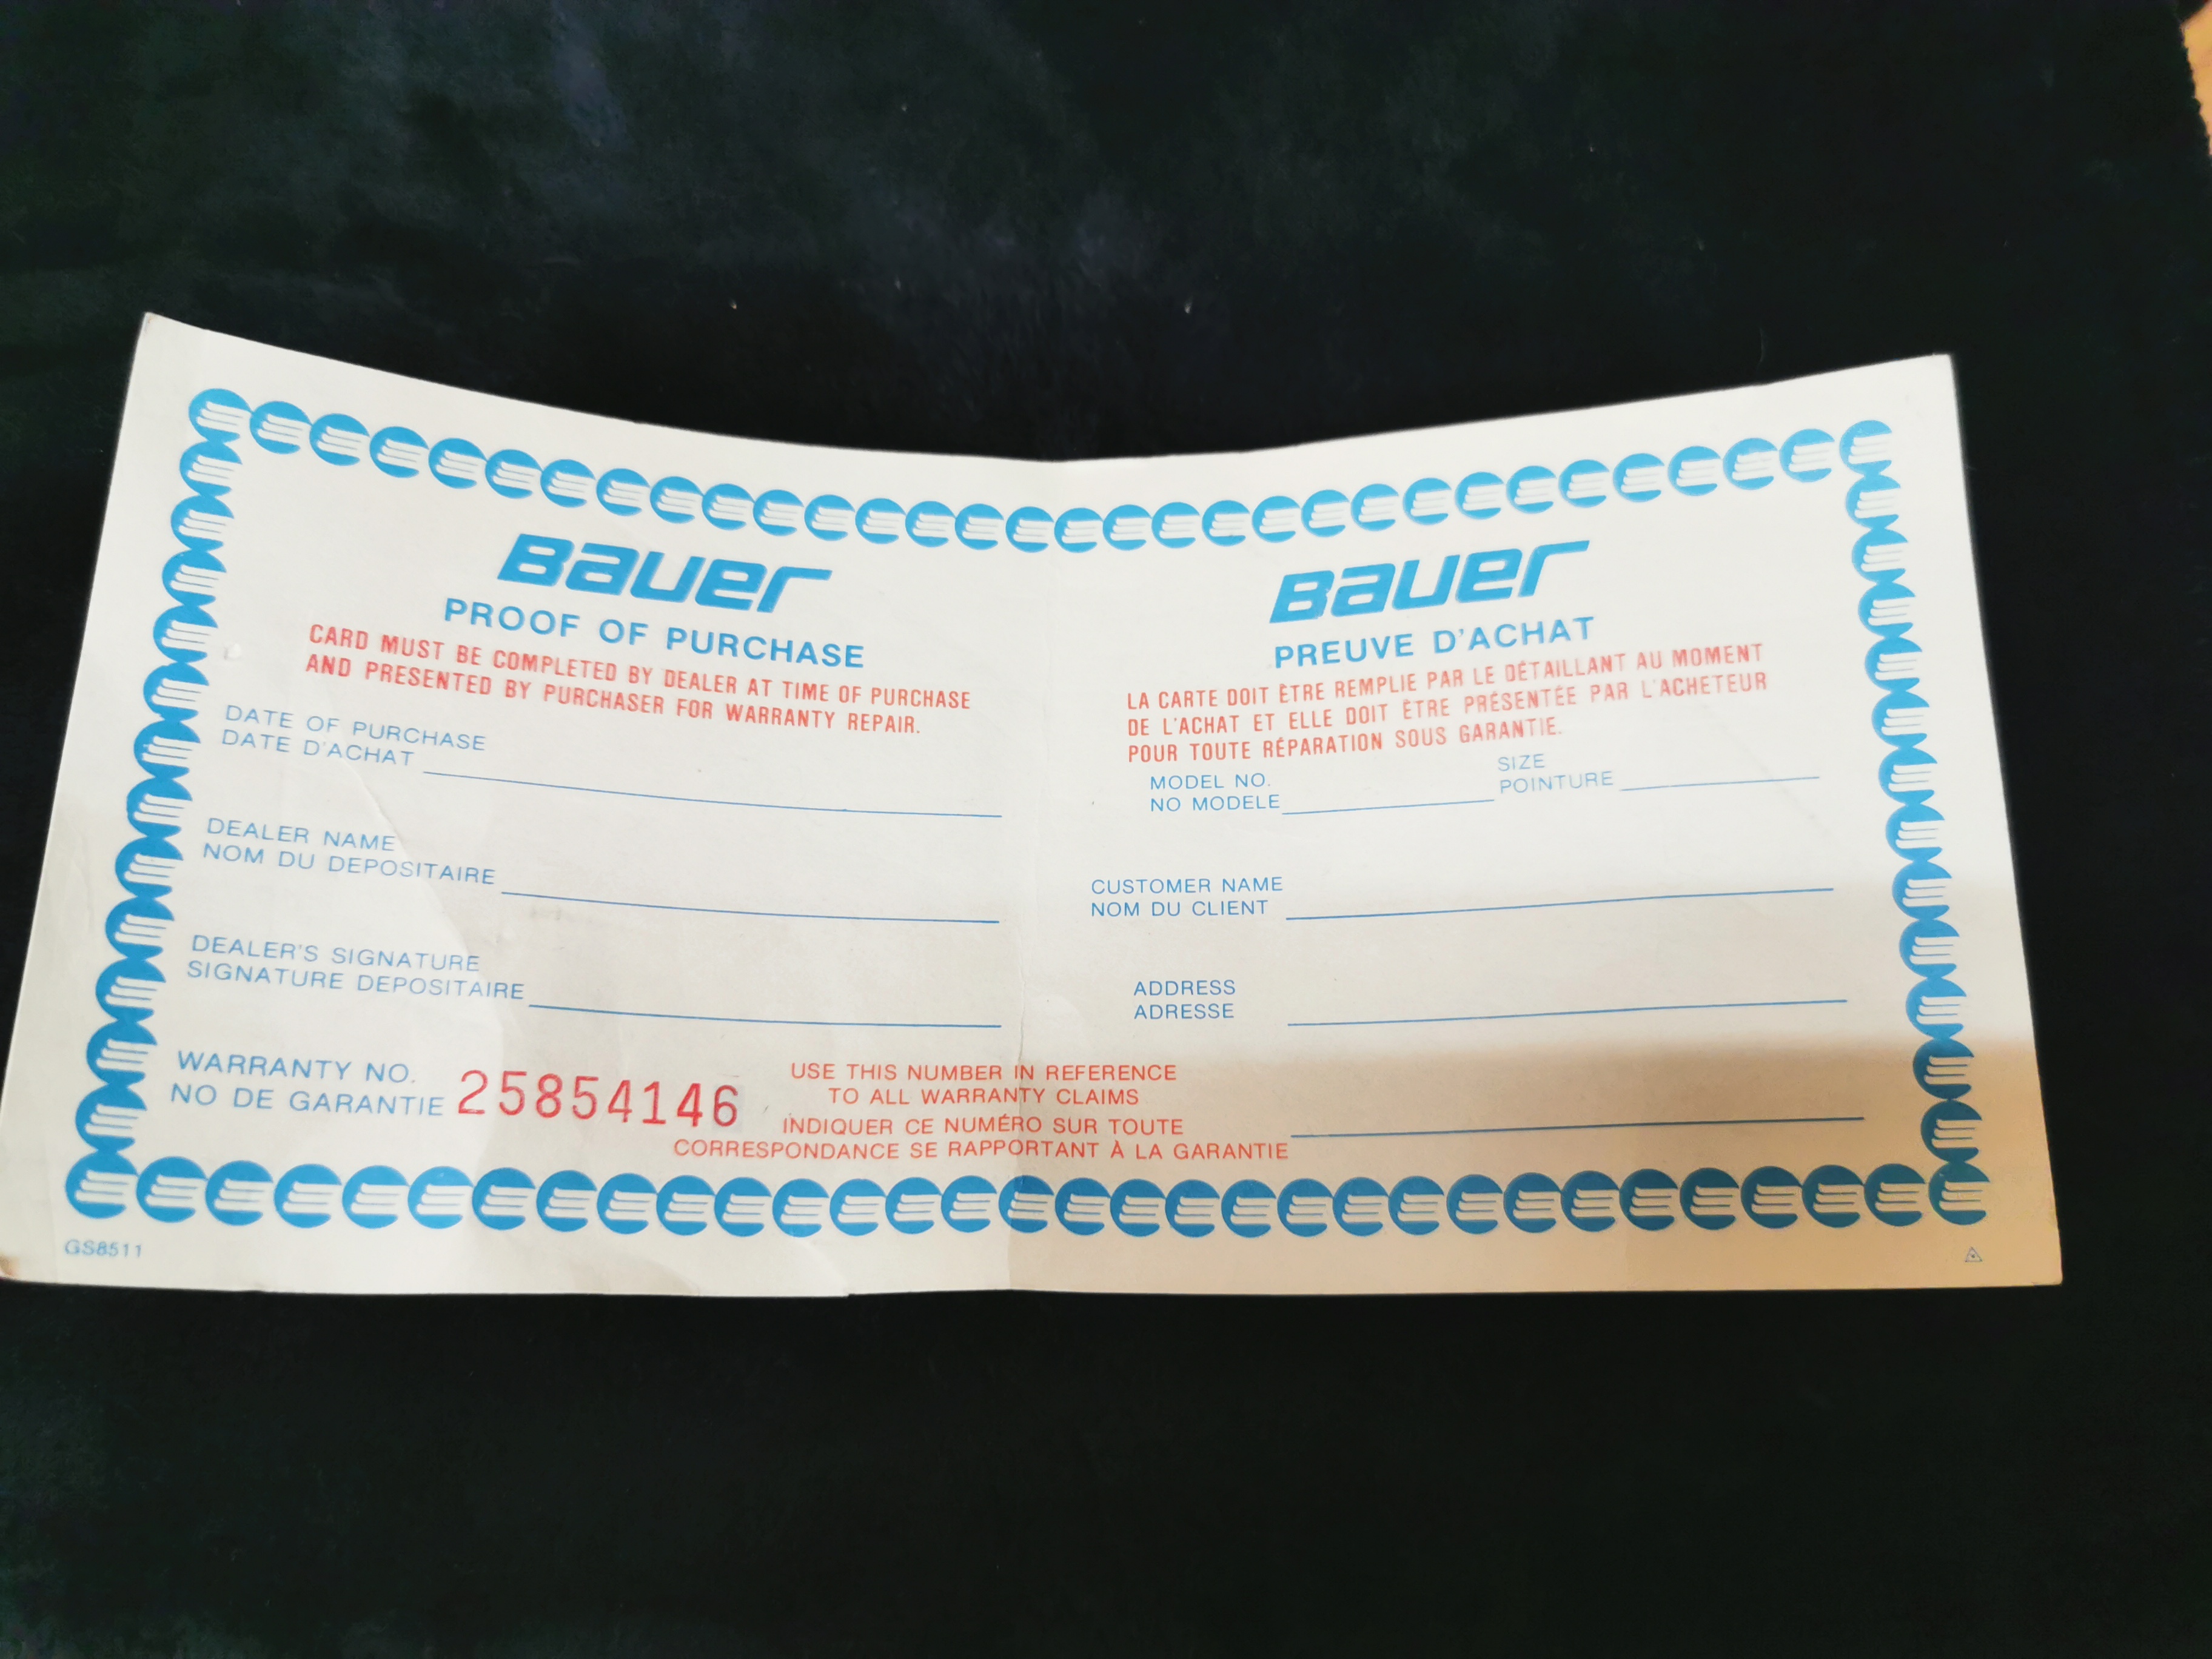 Bauer
PROOF OF PURCHASE
CARD MUST BE COMPLETED BY DEALER AT TIME OF PURCHASE
AND PRESENTED BY PURCHASER FOR WARRANTY REPAIR.
DATE OF PURCHASE
DATE D'ACHAT
DEALER NAME
NOM DU DEPOSITAIRE
DEALER'S SIGNATURE
SIGNATURE DEPOSITAIRE
WARRANTY NO.
NO DE GARANTIE 25854146
USE THIS NUMBER IN REFERENCE
TO ALL WARRANTY CLAIMS
INDIQUER CE NUMÉRO SUR TOUTE
CORRESPONDANCE SE RAPPORTANT À LA GARANTIE
GS8511
Bauer
PREUVE D'ACHAT
LA CARTE DOIT ÊTRE REMPLIE PAR LE DÉTAILLANT AU MOMENT
DE L'ACHAT ET ELLE DOIT ÊTRE PRÉSENTÉE PAR L'ACHETEUR
POUR TOUTE RÉPARATION SOUS GARANTIE.
MODEL NO.
NO MODELE
SIZE
POINTURE
CUSTOMER NAME
NOM DU CLIENT
ADDRESS
ADRESSE